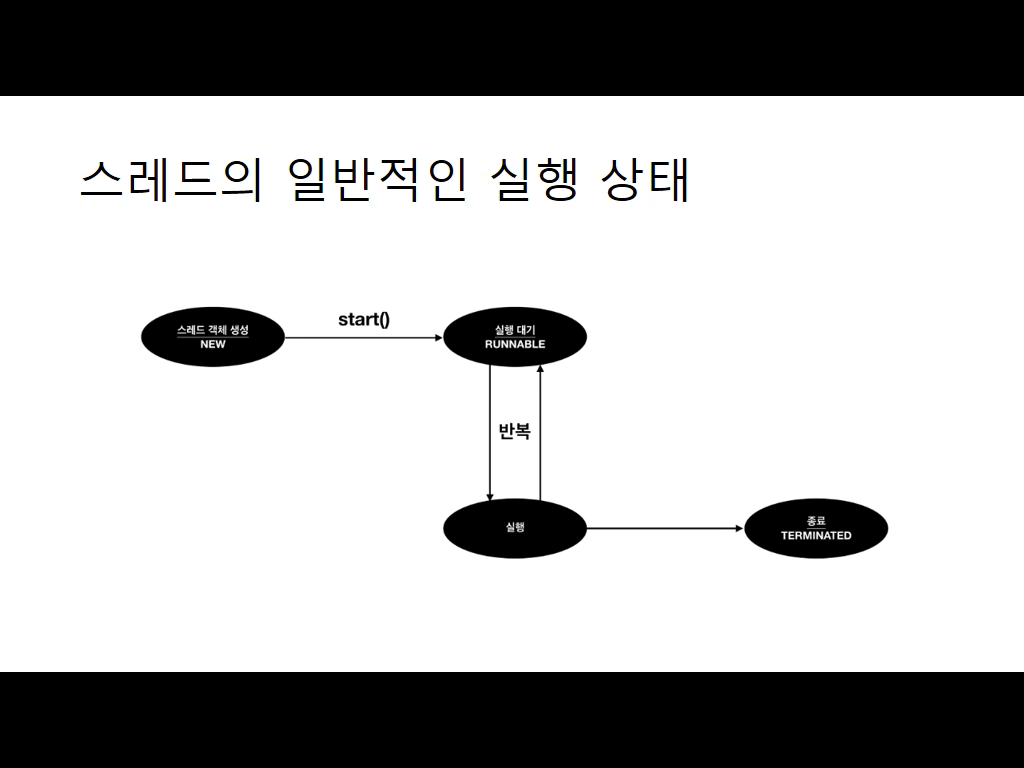 스레드의 일반적인 실행 상태
스레드 객체 생성
NEW
start()
실행 대기
RUNNABLE
반복
실행
종료
TERMINATED